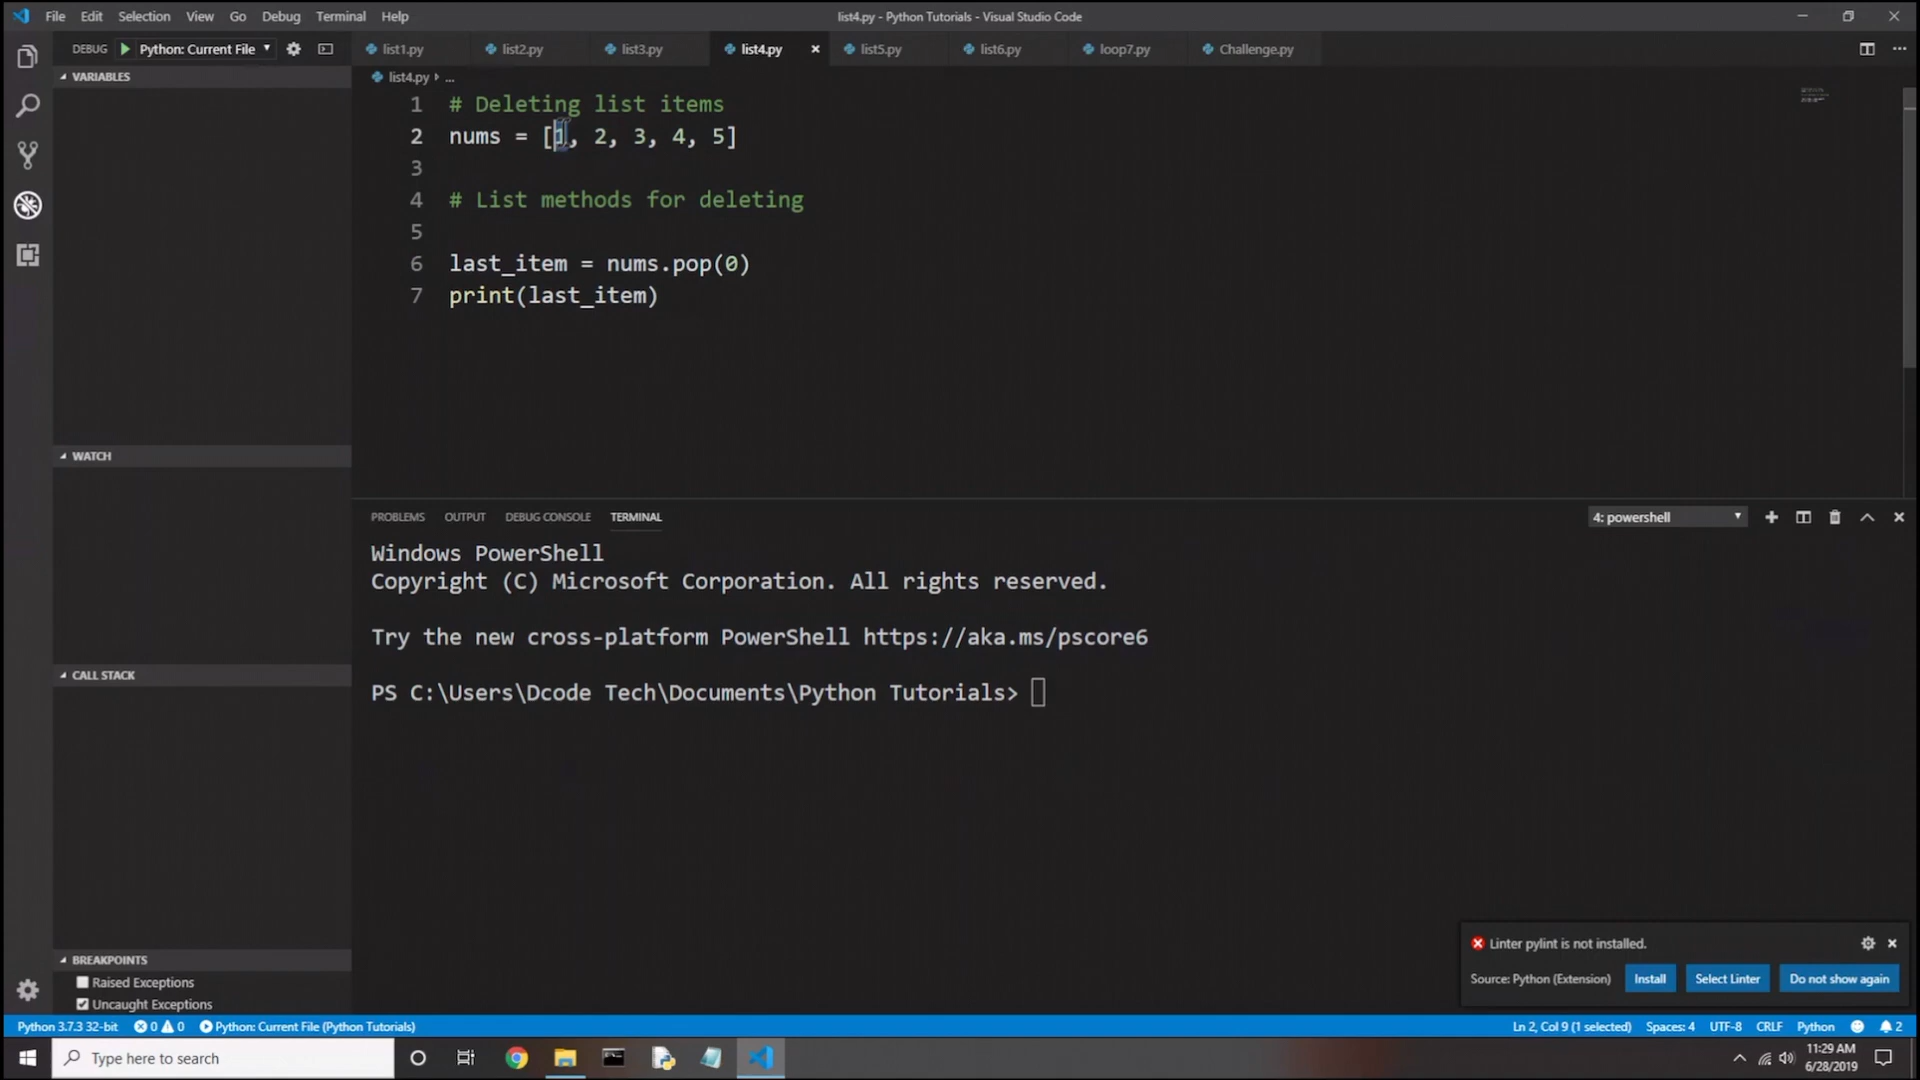 File Edit Selection View Go Debug Terminal Help
list4.py - Python Tutorials - Visual Studio Code
DEBUG Python: Current File
list1.py list2.py list3.py list4.py list5.py list6.py loop7.py Challenge.py
VARIABLES
list4.py ...
1 # Deleting list items
2 nums = [1, 2, 3, 4, 5]
3
4 # List methods for deleting
5
6 last_item = nums.pop(0)
7 print(last_item)
WATCH
CALL STACK
BREAKPOINTS
Raised Exceptions
Uncaught Exceptions
PROBLEMS OUTPUT DEBUG CONSOLE TERMINAL
4: powershell
Windows PowerShell
Copyright (C) Microsoft Corporation. All rights reserved.
Try the new cross-platform PowerShell https://aka.ms/pscore6
PS C:\Users\Dcode Tech\Documents\Python Tutorials>
Linter pylint is not installed.
Source: Python (Extension) Install Select Linter Do not show again
Python 3.7.3 32-bit 0 0 Python: Current File (Python Tutorials)
Ln 2, Col 9 (1 selected) Spaces: 4 UTF-8 CRLF Python 2
Type here to search
11:29 AM
6/28/2019